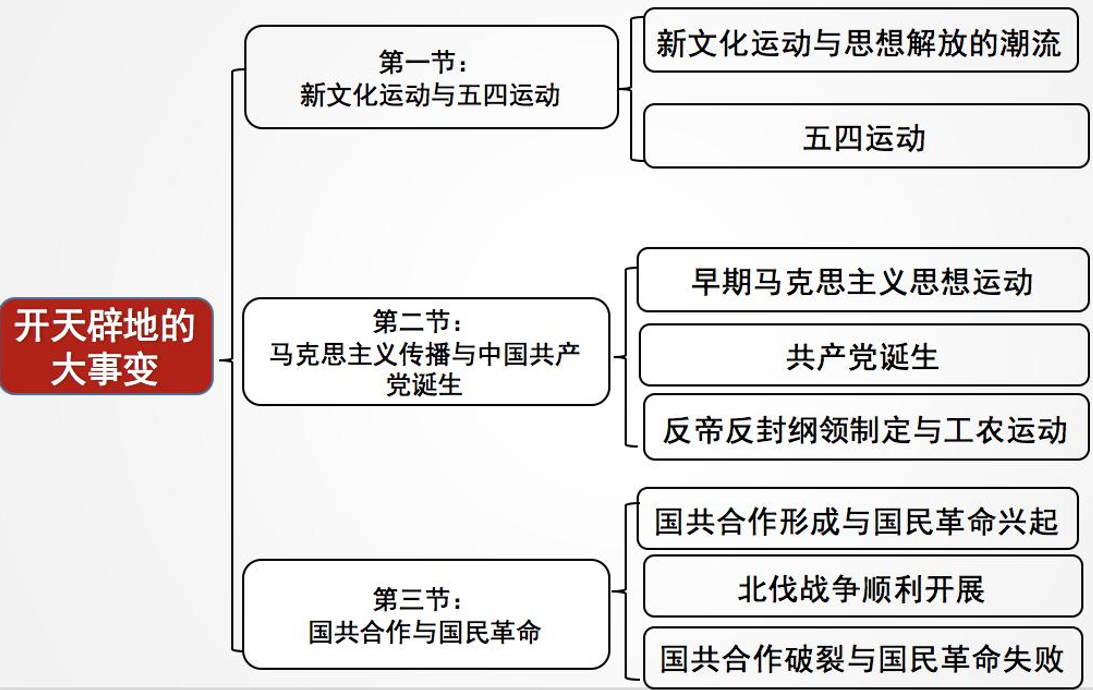 开天辟地的
大事变
第一节：
新文化运动与五四运动
新文化运动与思想解放的潮流
五四运动
第二节：
马克思主义传播与中国共产
党诞生
早期马克思主义思想运动
共产党诞生
反帝反封纲领制定与工农运动
第三节：
国共合作与国民革命
国共合作形成与国民革命兴起
北伐战争顺利开展
国共合作破裂与国民革命失败